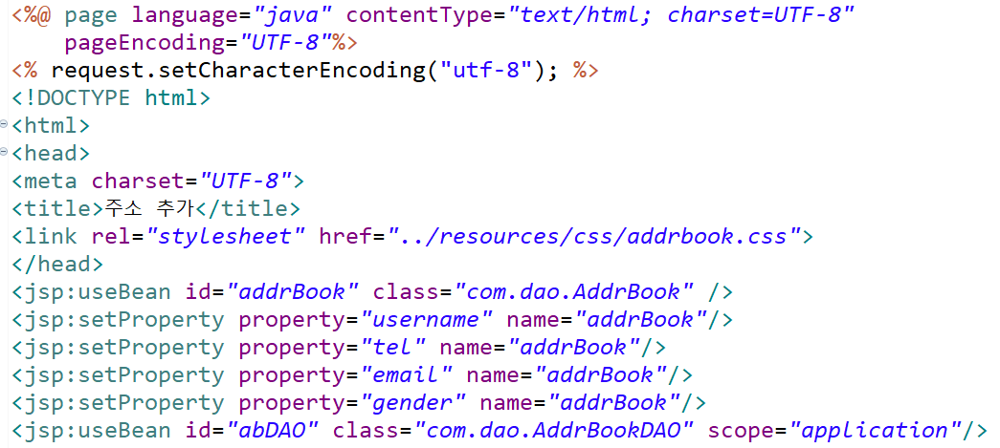 <%@ page language="java" contentType="text/html; charset=UTF-8"
    pageEncoding="UTF-8"%>
<% request.setCharacterEncoding("utf-8"); %>
<!DOCTYPE html>
<html>
<head>
<meta charset="UTF-8">
<title>주소 추가</title>
<link rel="stylesheet" href="../resources/css/addrbook.css">
</head>
<jsp:useBean id="addrBook" class="com.dao.AddrBook" />
<jsp:setProperty property="username" name="addrBook"/>
<jsp:setProperty property="tel" name="addrBook"/>
<jsp:setProperty property="email" name="addrBook"/>
<jsp:setProperty property="gender" name="addrBook"/>
<jsp:useBean id="abDAO" class="com.dao.AddrBookDAO" scope="application"/>